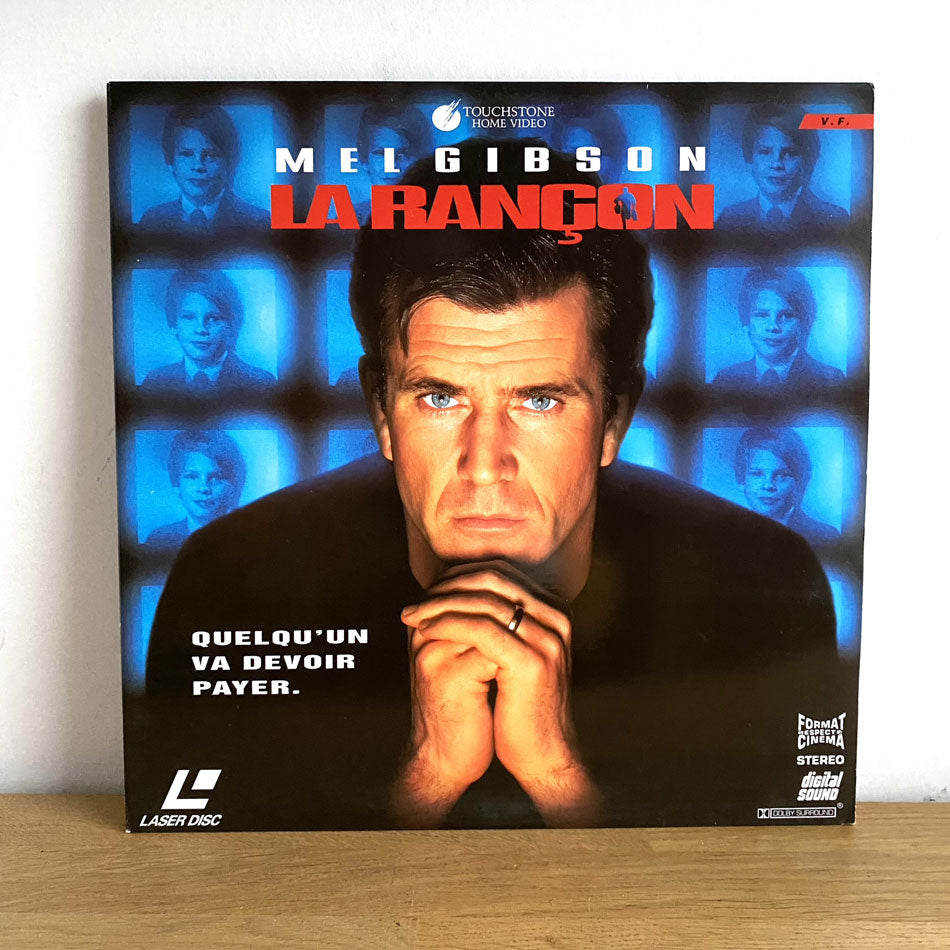 TOUCHSTONE
HOME VIDEO
V.F.
MEL GIBSON
LA RANÇON
QUELQU'UN
VA DEVOIR
PAYER.
FORMAT
RESPECTE
CINEMA
STEREO
digital
SOUND
LASER DISC
DOLBY SURROUND ®